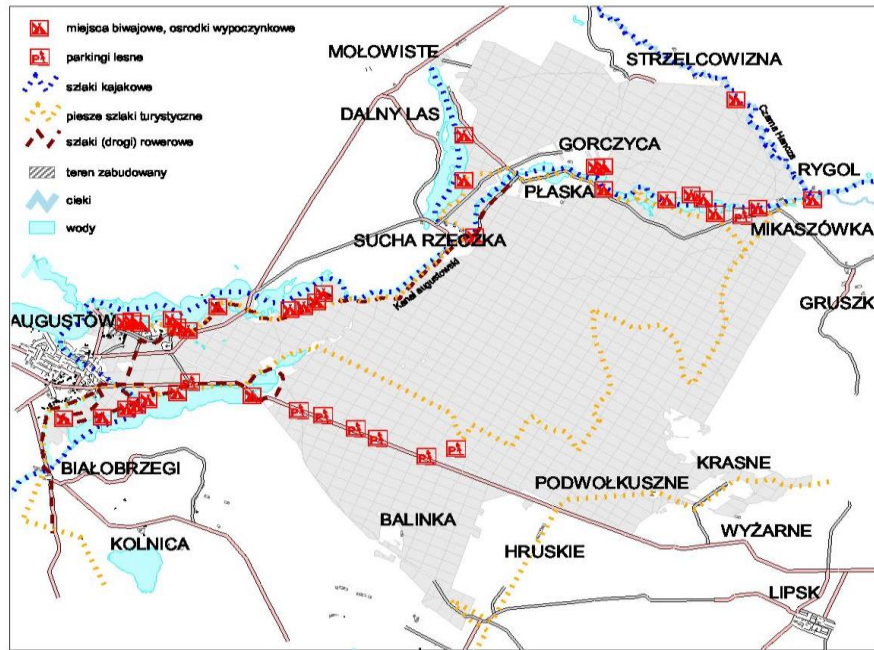 miejsca biwajowe, osrodki wypoczynkowe
parkingi lesne
szlaki kajakowe
piesze szlaki turystyczne
szlaki (drogi) rowerowe
teren zabudowany
cieki
wody
MOŁOWISTE
STRZELCOWIZNA
DALNY LAS
Czarna Hańcza
GORCZYCA
RYGOL
PŁASKA
MIKASZÓWKA
SUCHA RZECZKA
Kanał augustowski
GRUSZK
AUGUSTÓW
BIAŁOBRZEGI
KRASNE
PODWOŁKUSZNE
BALINKA
WYŻARNE
KOLNICA
HRUSKIE
LIPSK